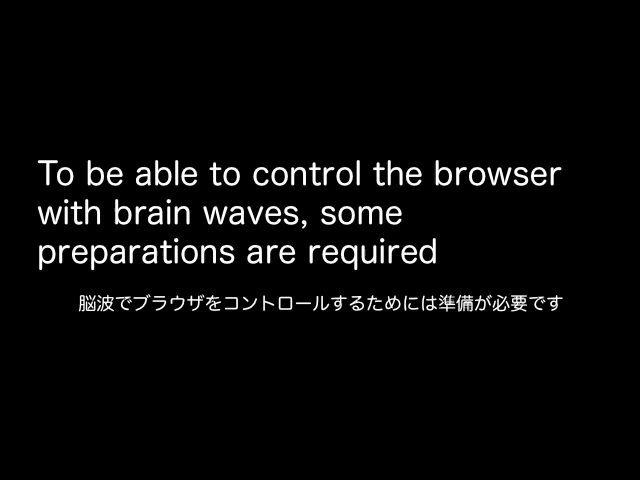 To be able to control the browser
with brain waves, some
preparations are required
脳波でブラウザをコントロールするためには準備が必要です